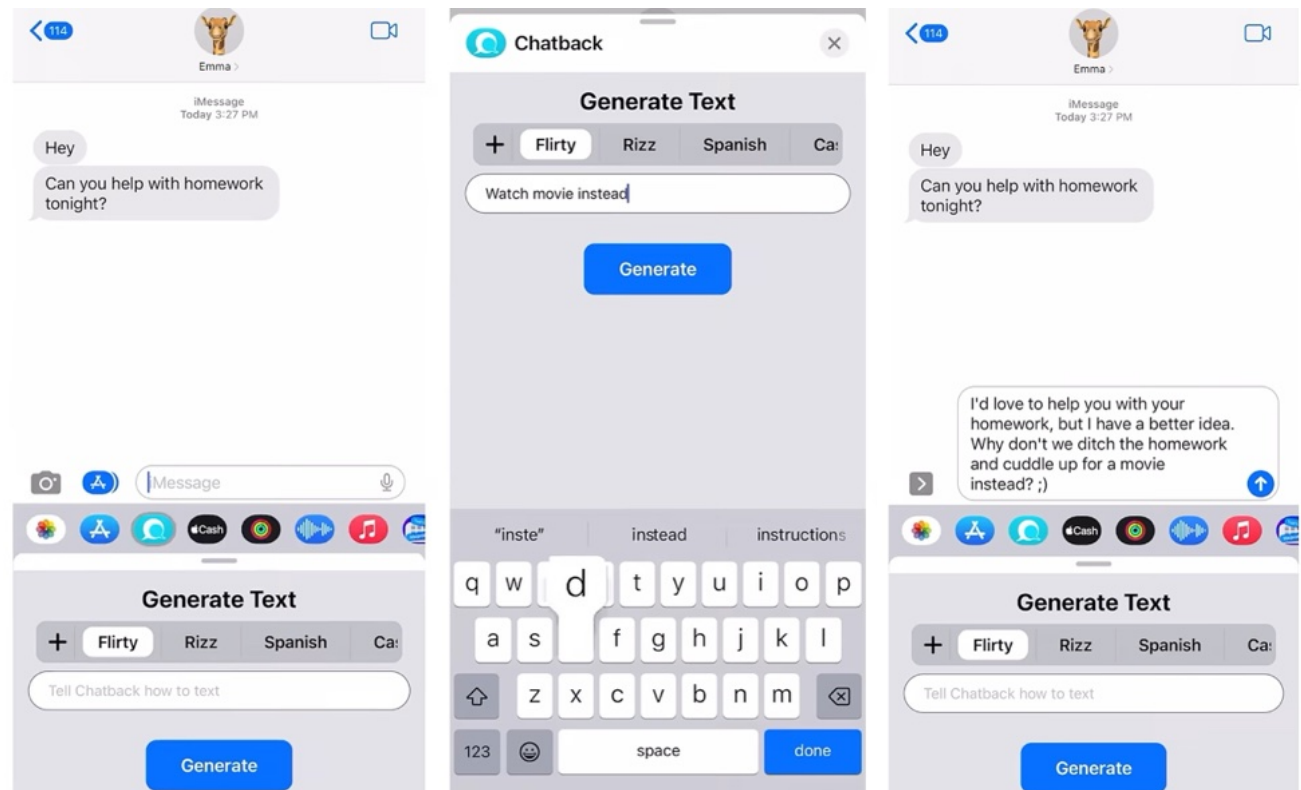 114
Emma >
iMessage
Today 3:27 PM
Hey
Can you help with homework
tonight?
iMessage
Cash
Generate Text
+ Flirty Rizz Spanish Ca
Tell Chatback how to text
Generate
Chatback
Generate Text
+ Flirty Rizz Spanish Ca
Watch movie instead
Generate
"inste" instead instructions
q w d t y u i o p
a s f g h j k l
z x c v b n m
123 space done
114
Emma >
iMessage
Today 3:27 PM
Hey
Can you help with homework
tonight?
I'd love to help you with your
homework, but I have a better idea.
Why don't we ditch the homework
and cuddle up for a movie
instead? ;)
Cash
Generate Text
+ Flirty Rizz Spanish Ca
Tell Chatback how to text
Generate